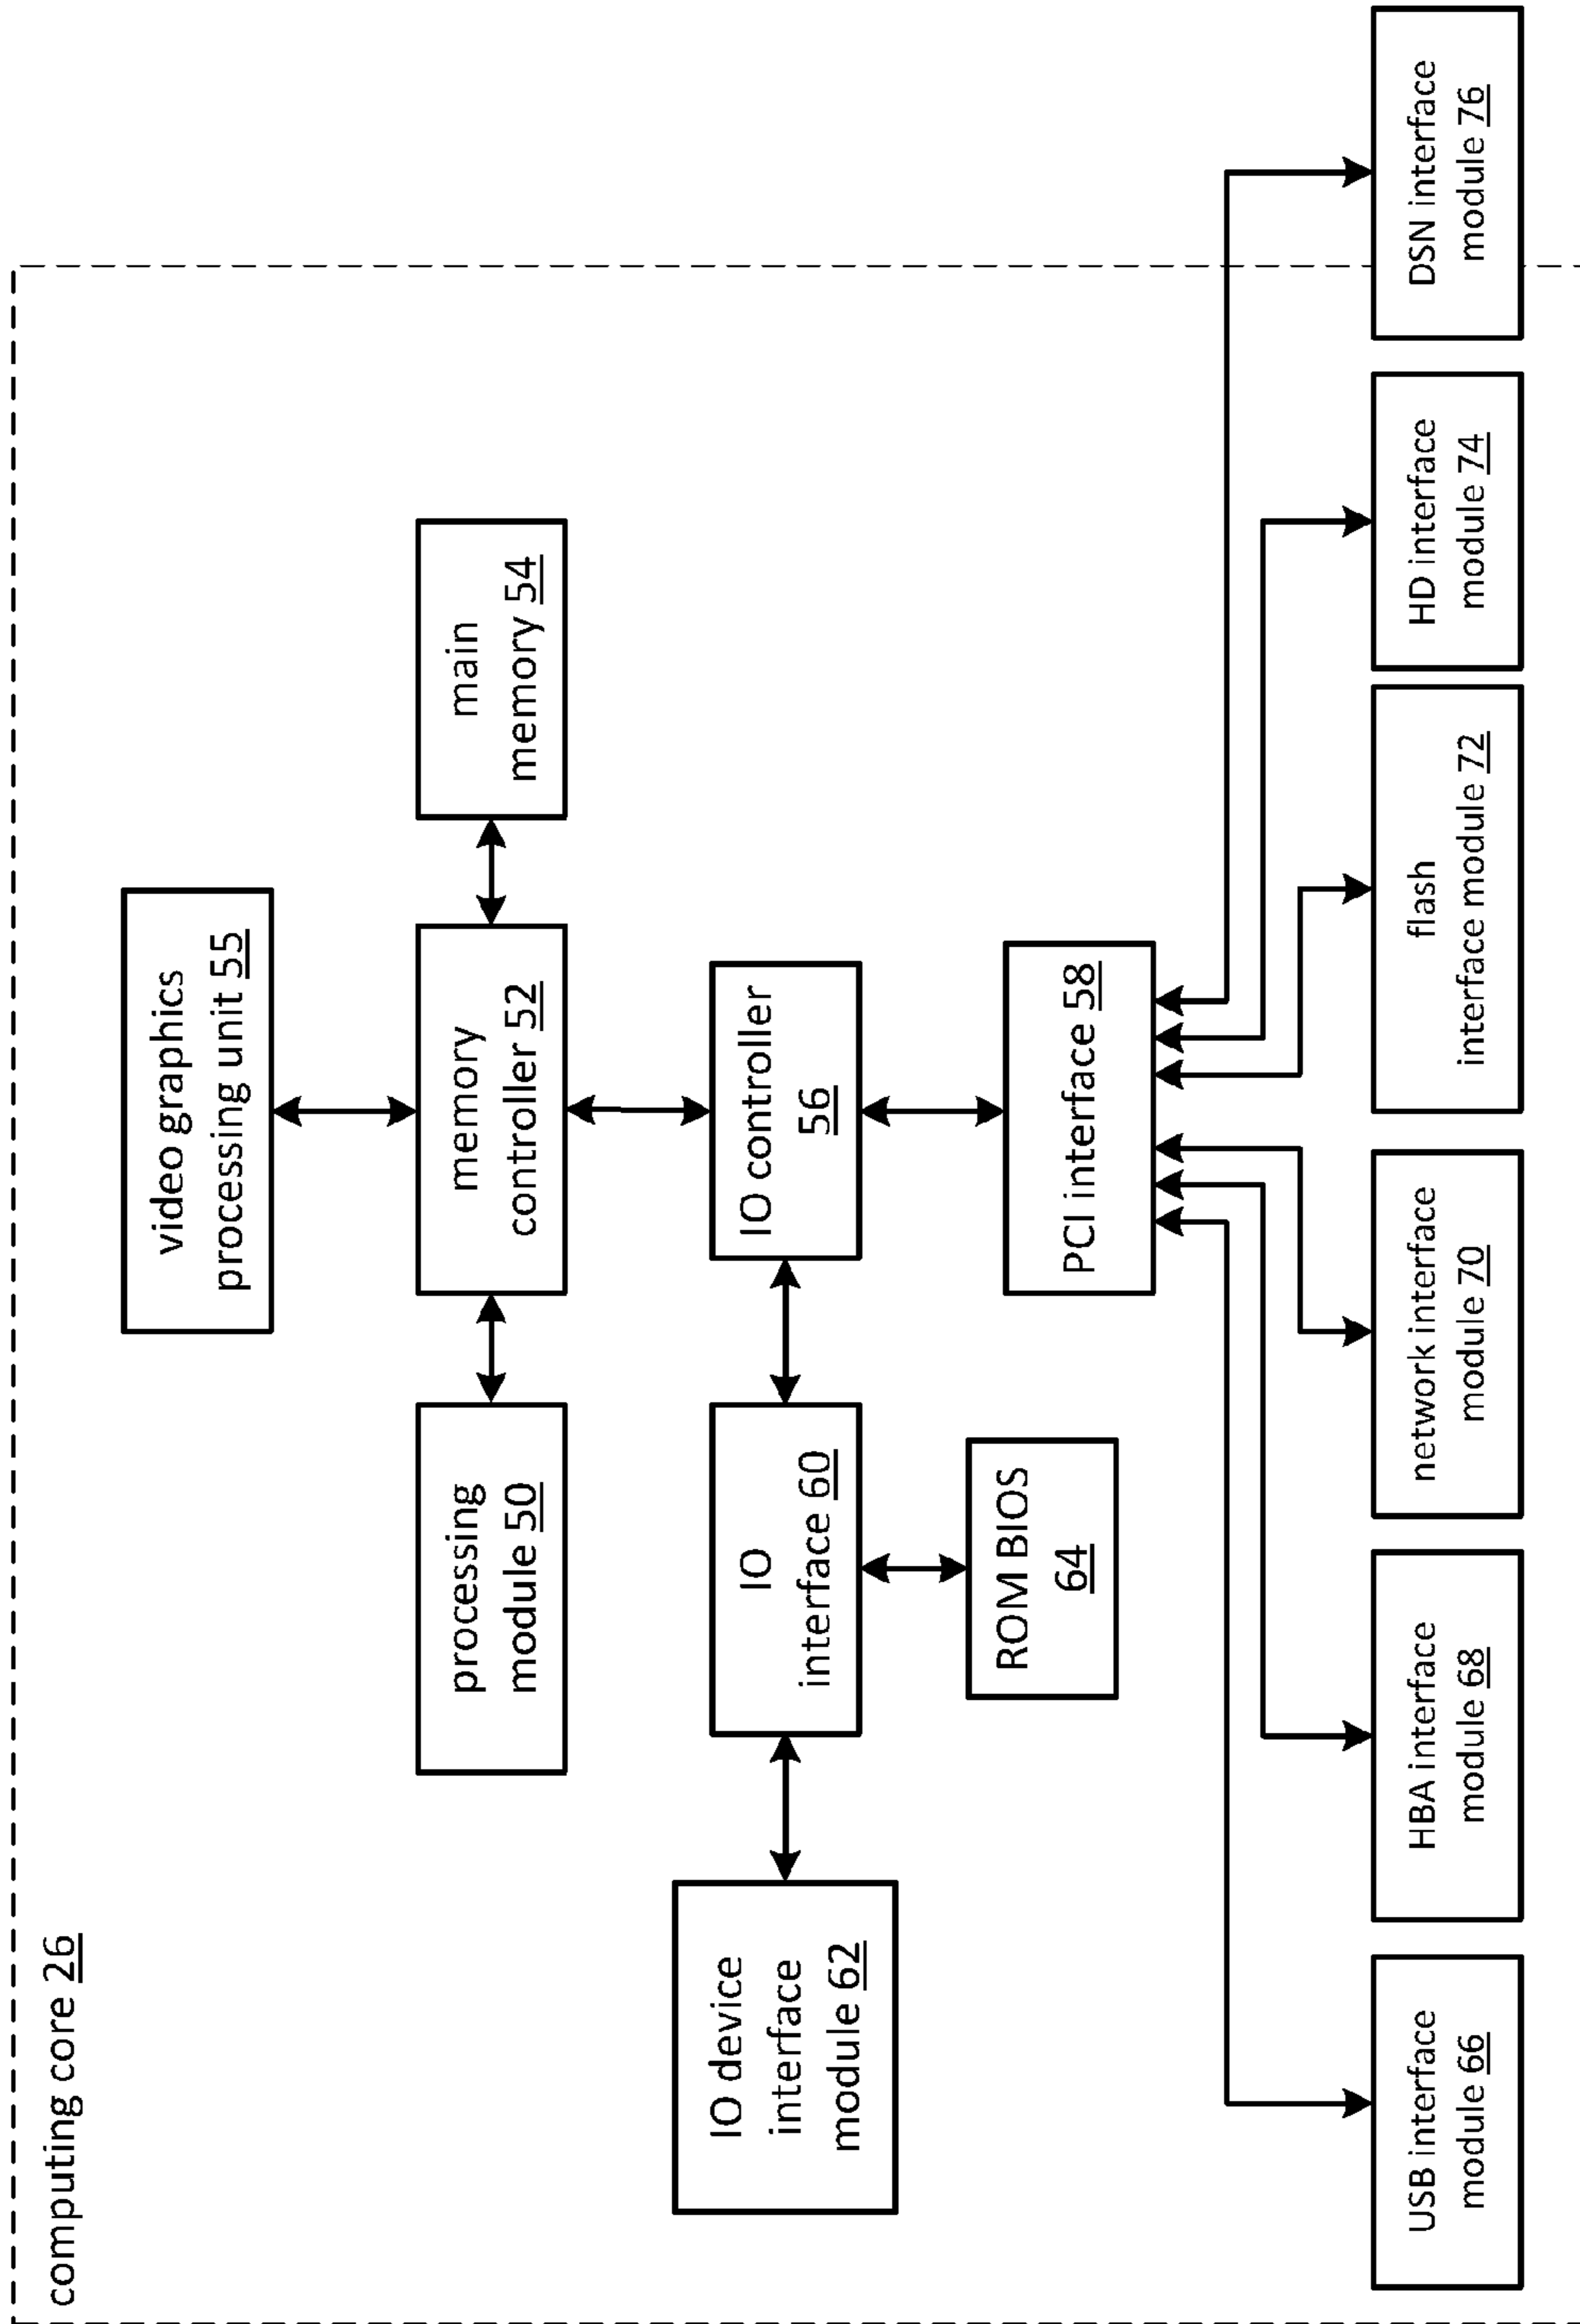 computing core 26
video graphics
processing unit 55
processing
module 50
memory
controller 52
main
memory 54
IO device
interface
module 62
IO
interface 60
IO controller
56
ROM BIOS
64
PCI interface 58
USB interface
module 66
HBA interface
module 68
network interface
module 70
flash
interface module 72
HD interface
module 74
DSN interface
module 76